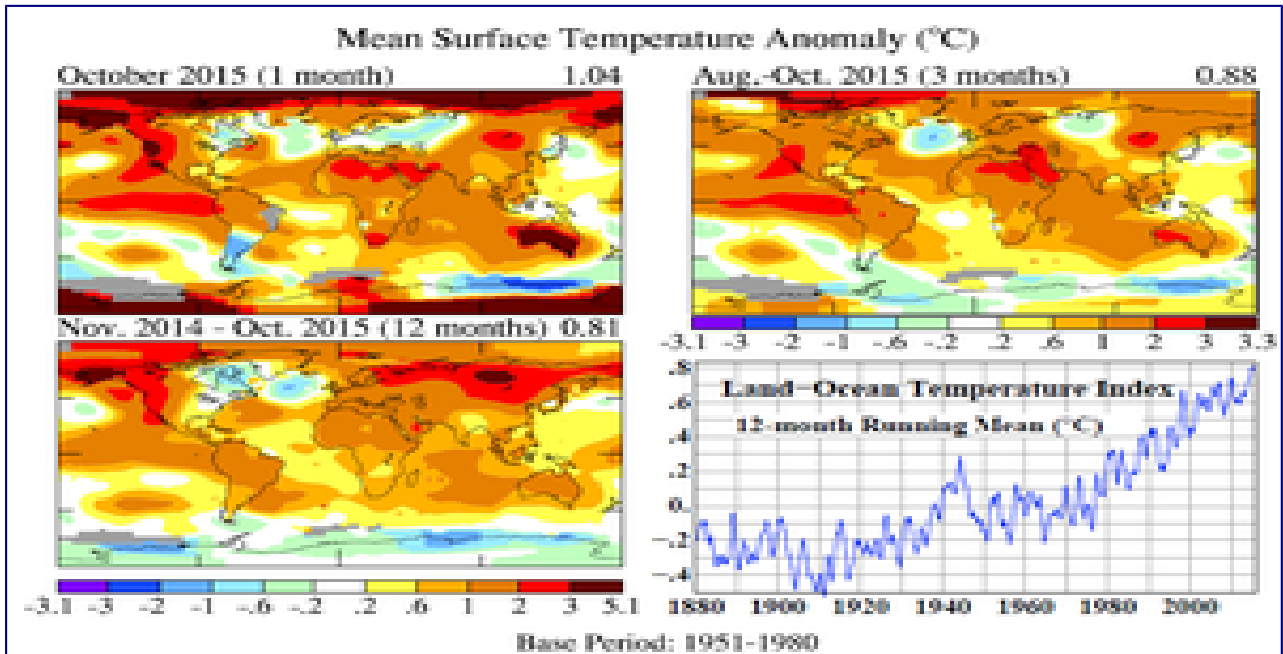 Mean Surface Temperature Anomaly (°C)
October 2015 (1 month) 1.04
Aug.-Oct. 2015 (3 months) 0.88
-3.1 -3 -2 -1 -.6 -.2 .2 .6 1 2 3 3.3
Nov. 2014 - Oct. 2015 (12 months) 0.81
-3.1 -3 -2 -1 -.6 -.2 .2 .6 1 2 3 5.1
Land-Ocean Temperature Index
12-month Running Mean (°C)
.8
.6
.4
.2
0.
-.2
-.4
1880 1900 1920 1940 1960 1980 2000
Base Period: 1951-1980